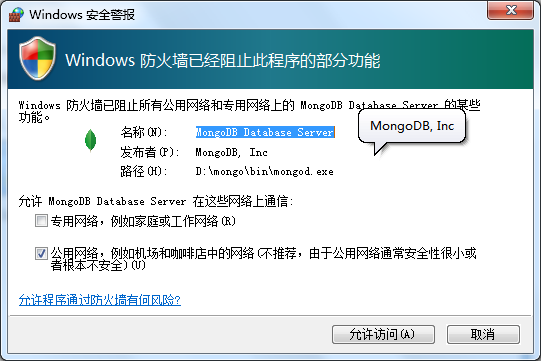 Windows 安全警报
Windows 防火墙已经阻止此程序的部分功能
Windows 防火墙已阻止所有公用网络和专用网络上的 MongoDB Database Server 的某些
功能。
名称(N): MongoDB Database Server
发布者(P): MongoDB, Inc
路径(H): D:\mongo\bin\mongod.exe
MongoDB, Inc
允许 MongoDB Database Server 在这些网络上通信:
专用网络，例如家庭或工作网络(R)
公用网络，例如机场和咖啡店中的网络(不推荐，由于公用网络通常安全性很小或
者根本不安全)(U)
允许程序通过防火墙有何风险?
允许访问(A) 取消